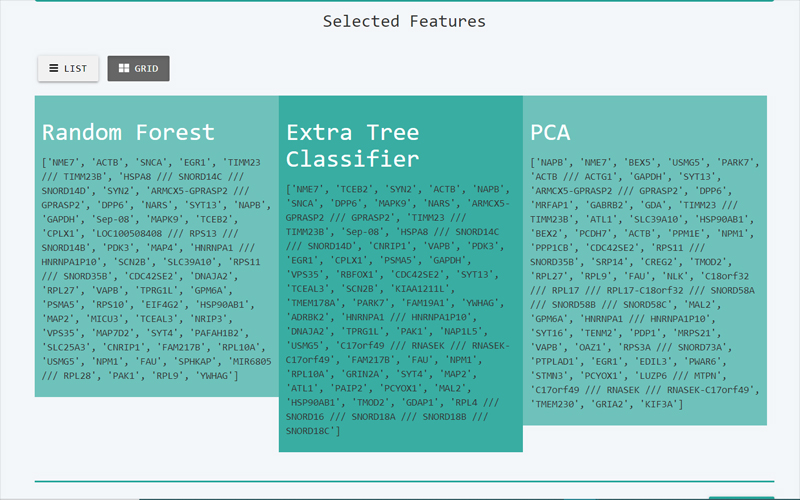 Selected Features
LIST
GRID
Random Forest
['NME7', 'ACTB', 'SNCA', 'EGR1', 'TIMM23
/// TIMM23B', 'HSPA8 /// SNORD14C ///
SNORD14D', 'SYN2', 'ARMCX5-GPRASP2 ///
GPRASP2', 'DPP6', 'NARS', 'SYT13', 'NAPB',
'GAPDH', 'Sep-08', 'MAPK9', 'TCEB2',
'CPLX1', 'LOC100508408 /// RPS13 ///
SNORD14B', 'PDK3', 'MAP4', 'HNRNPA1 ///
HNRNPA1P10', 'SCN2B', 'SLC39A10', 'RPS11
/// SNORD35B', 'CDC42SE2', 'DNAJA2',
'RPL27', 'VAPB', 'TPRG1L', 'GPM6A',
'PSMA5', 'RPS10', 'EIF4G2', 'HSP90AB1',
'MAP2', 'MICU3', 'TCEAL3', 'NRIP3',
'VPS35', 'MAP7D2', 'SYT4', 'PAFAH1B2',
'SLC25A3', 'CNRIP1', 'FAM217B', 'RPL10A',
'USMG5', 'NPM1', 'FAU', 'SPHKAP', 'MIR6805
/// RPL28', 'PAK1', 'RPL9', 'YWHAG']
Extra Tree
Classifier
['NME7', 'TCEB2', 'SYN2', 'ACTB', 'NAPB',
'SNCA', 'DPP6', 'MAPK9', 'NARS', 'ARMCX5-
GPRASP2 /// GPRASP2', 'TIMM23 ///
TIMM23B', 'Sep-08', 'HSPA8 /// SNORD14C
/// SNORD14D', 'CNRIP1', 'VAPB', 'PDK3',
'EGR1', 'CPLX1', 'PSMA5', 'GAPDH',
'VPS35', 'RBFOX1', 'CDC42SE2', 'SYT13',
'TCEAL3', 'SCN2B', 'KIAA1211L',
'TMEM178A', 'PARK7', 'FAM19A1', 'YWHAG',
'ADRBK2', 'HNRNPA1 /// HNRNPA1P10',
'DNAJA2', 'TPRG1L', 'PAK1', 'NAP1L5',
'USMG5', 'C17orf49 /// RNASEK /// RNASEK-
C17orf49', 'FAM217B', 'FAU', 'NPM1',
'RPL10A', 'GRIN2A', 'SYT4', 'MAP2',
'ATL1', 'PAIP2', 'PCYOX1', 'MAL2',
'HSP90AB1', 'TMOD2', 'GDAP1', 'RPL4 ///
SNORD16 /// SNORD18A /// SNORD18B ///
SNORD18C']
PCA
['NAPB', 'NME7', 'BEX5', 'USMG5', 'PARK7',
'ACTB /// ACTG1', 'GAPDH', 'SYT13',
'ARMCX5-GPRASP2 /// GPRASP2', 'DPP6',
'MRFAP1', 'GABRB2', 'GDA', 'TIMM23 ///
TIMM23B', 'ATL1', 'SLC39A10', 'HSP90AB1',
'BEX2', 'PCDH7', 'ACTB', 'PPM1E', 'NPM1',
'PPP1CB', 'CDC42SE2', 'RPS11 ///
SNORD35B', 'SRP14', 'CREG2', 'TMOD2',
'RPL27', 'RPL9', 'FAU', 'NLK', 'C18orf32
/// RPL17 /// RPL17-C18orf32 /// SNORD58A
/// SNORD58B /// SNORD58C', 'MAL2',
'GPM6A', 'HNRNPA1 /// HNRNPA1P10',
'SYT16', 'TENM2', 'PDP1', 'MRPS21',
'VAPB', 'OAZ1', 'RPS3A /// SNORD73A',
'PTPLAD1', 'EGR1', 'EDIL3', 'PWAR6',
'STMN3', 'PCYOX1', 'LUZP6 /// MTPN',
'C17orf49 /// RNASEK /// RNASEK-C17orf49',
'TMEM230', 'GRIA2', 'KIF3A']